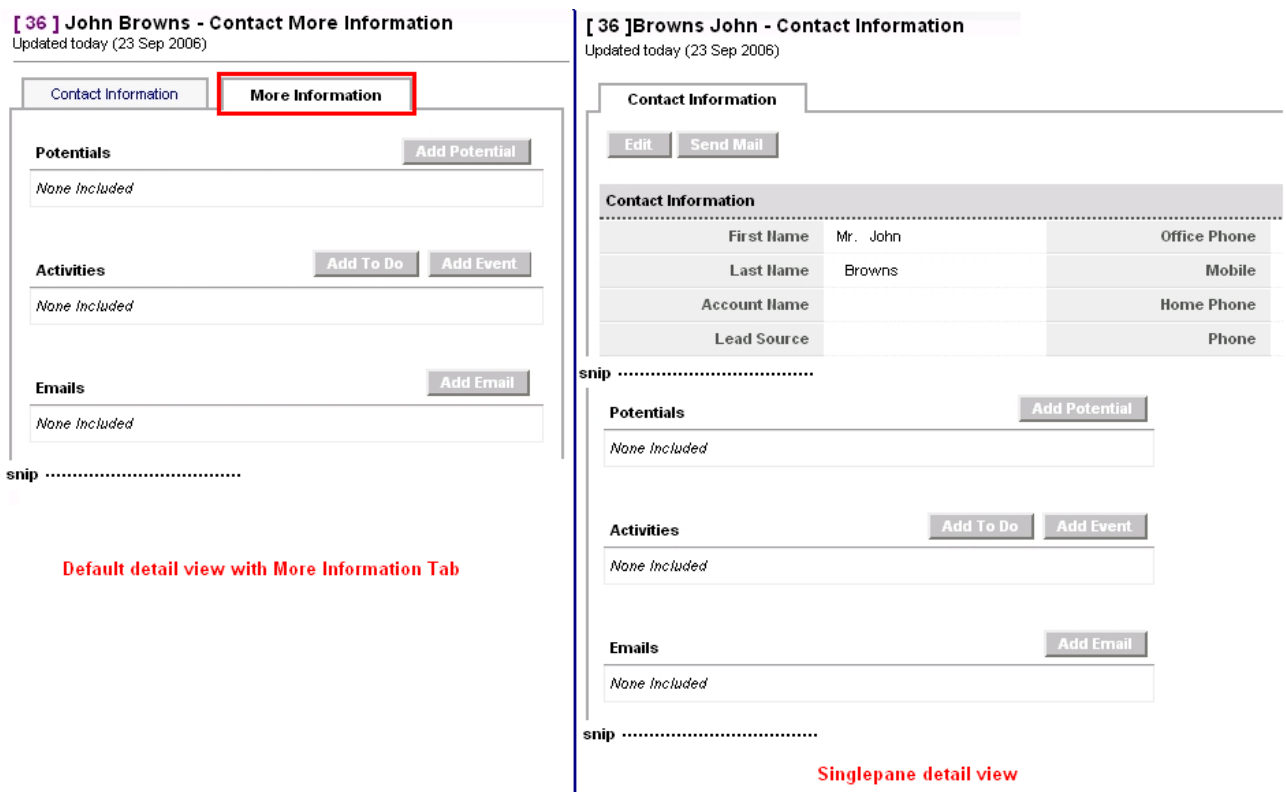 [ 36 ] John Browns - Contact More Information
Updated today (23 Sep 2006)
Contact Information
More Information
Potentials
Add Potential
None Included
Activities
Add To Do
Add Event
None Included
Emails
Add Email
None Included
snip ....................................
Default detail view with More Information Tab
[ 36 ]Browns John - Contact Information
Updated today (23 Sep 2006)
Contact Information
Edit
Send Mail
Contact Information
First Name Mr. John Office Phone
Last Name Browns Mobile
Account Name Home Phone
Lead Source Phone
snip ....................................
Potentials
Add Potential
None Included
Activities
Add To Do
Add Event
None Included
Emails
Add Email
None Included
snip ....................................
Singlepane detail view